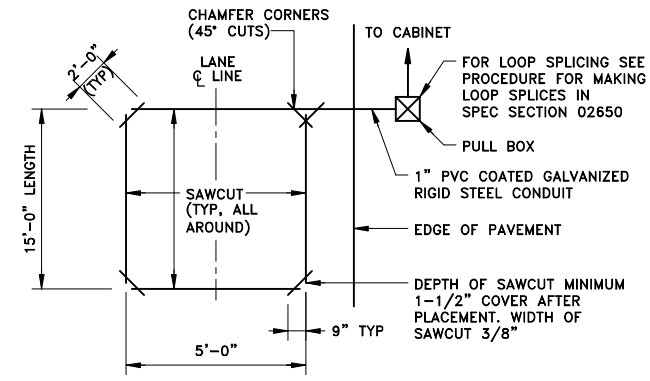 CHAMFER CORNERS
(45° CUTS)
TO CABINET
LANE
℄ LINE
2'-0"
(TYP)
FOR LOOP SPLICING SEE
PROCEDURE FOR MAKING
LOOP SPLICES IN
SPEC SECTION 02650
PULL BOX
1" PVC COATED GALVANIZED
RIGID STEEL CONDUIT
15'-0" LENGTH
SAWCUT
(TYP, ALL
AROUND)
EDGE OF PAVEMENT
DEPTH OF SAWCUT MINIMUM
1-1/2" COVER AFTER
PLACEMENT. WIDTH OF
SAWCUT 3/8"
9" TYP
5'-0"